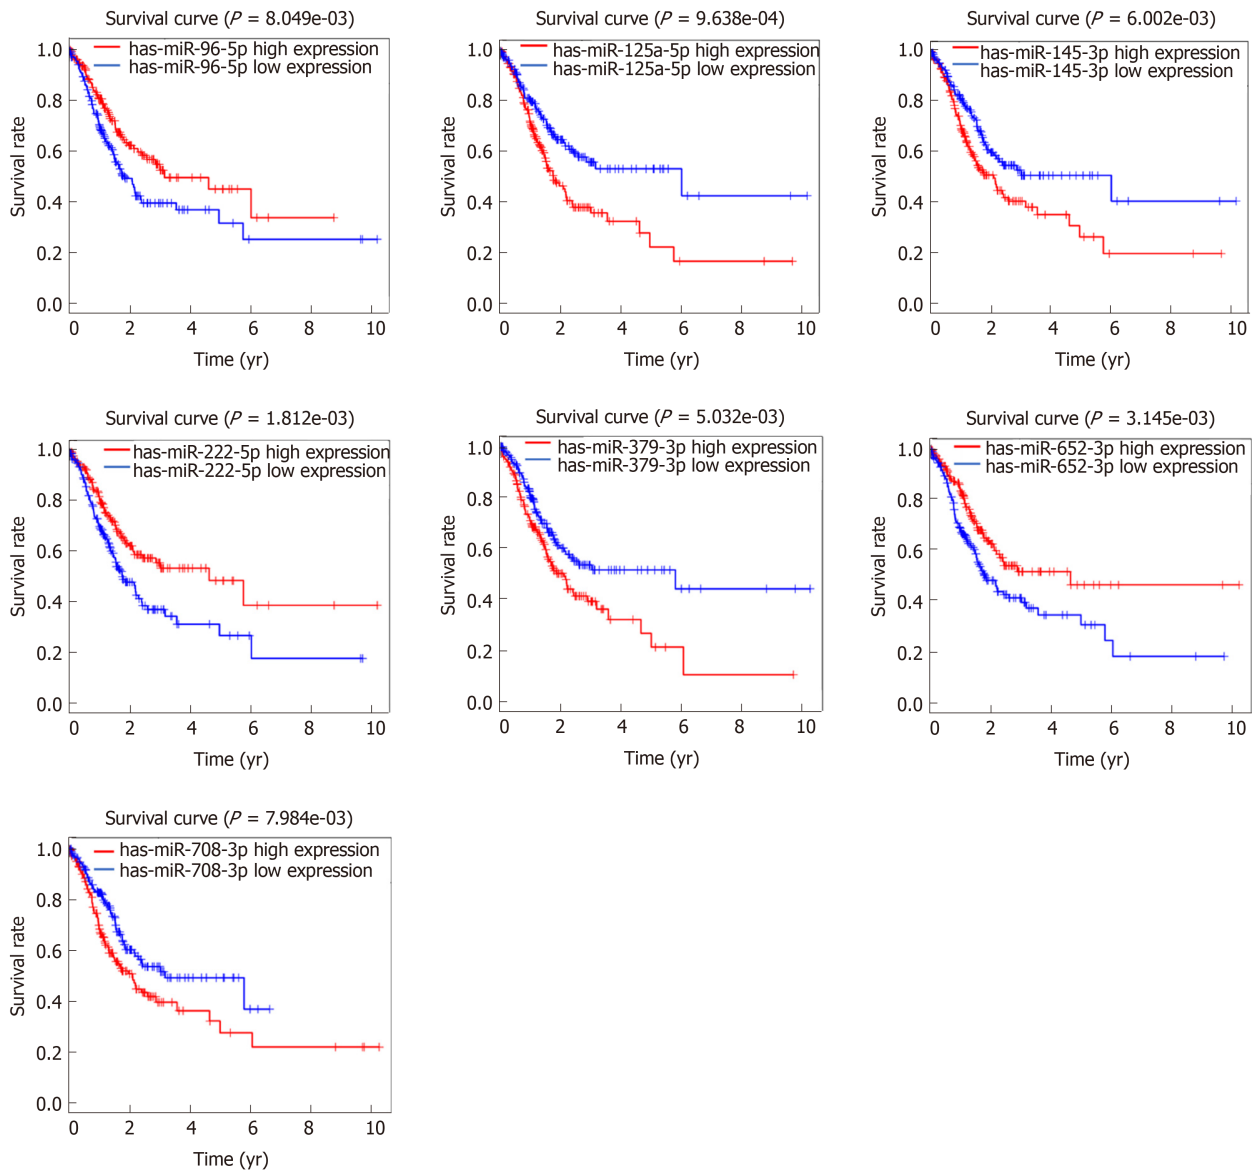 Survival curve (P = 8.049e-03)
has-miR-96-5p high expression
has-miR-96-5p low expression
Survival rate
1.0
0.8
0.6
0.4
0.2
0.0
0 2 4 6 8 10
Time (yr)
Survival curve (P = 9.638e-04)
has-miR-125a-5p high expression
has-miR-125a-5p low expression
Survival rate
1.0
0.8
0.6
0.4
0.2
0.0
0 2 4 6 8 10
Time (yr)
Survival curve (P = 6.002e-03)
has-miR-145-3p high expression
has-miR-145-3p low expression
Survival rate
1.0
0.8
0.6
0.4
0.2
0.0
0 2 4 6 8 10
Time (yr)
Survival curve (P = 1.812e-03)
has-miR-222-5p high expression
has-miR-222-5p low expression
Survival rate
1.0
0.8
0.6
0.4
0.2
0.0
0 2 4 6 8 10
Time (yr)
Survival curve (P = 5.032e-03)
has-miR-379-3p high expression
has-miR-379-3p low expression
Survival rate
1.0
0.8
0.6
0.4
0.2
0.0
0 2 4 6 8 10
Time (yr)
Survival curve (P = 3.145e-03)
has-miR-652-3p high expression
has-miR-652-3p low expression
Survival rate
1.0
0.8
0.6
0.4
0.2
0.0
0 2 4 6 8 10
Time (yr)
Survival curve (P = 7.984e-03)
has-miR-708-3p high expression
has-miR-708-3p low expression
Survival rate
1.0
0.8
0.6
0.4
0.2
0.0
0 2 4 6 8 10
Time (yr)